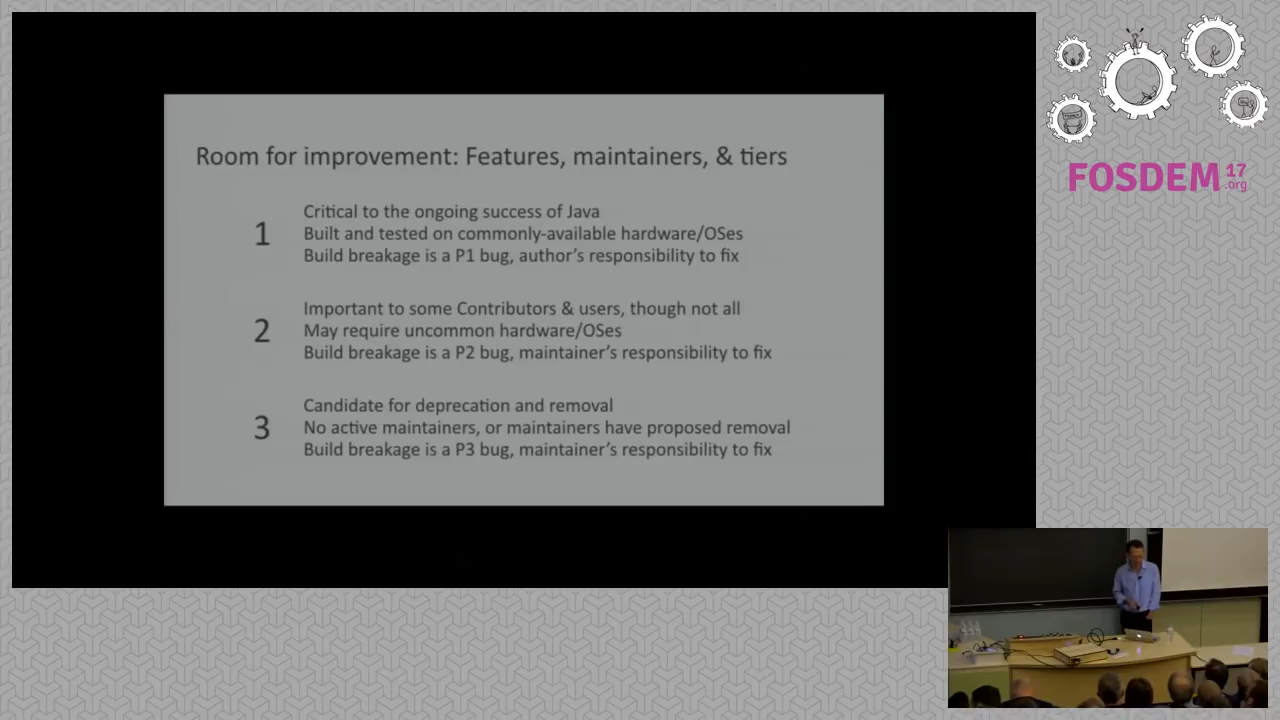 Room for improvement: Features, maintainers, & tiers
1
Critical to the ongoing success of Java
Built and tested on commonly-available hardware/OSes
Build breakage is a P1 bug, author's responsibility to fix
2
Important to some Contributors & users, though not all
May require uncommon hardware/OSes
Build breakage is a P2 bug, maintainer's responsibility to fix
3
Candidate for deprecation and removal
No active maintainers, or maintainers have proposed removal
Build breakage is a P3 bug, maintainer's responsibility to fix
FOSDEM 17
.org